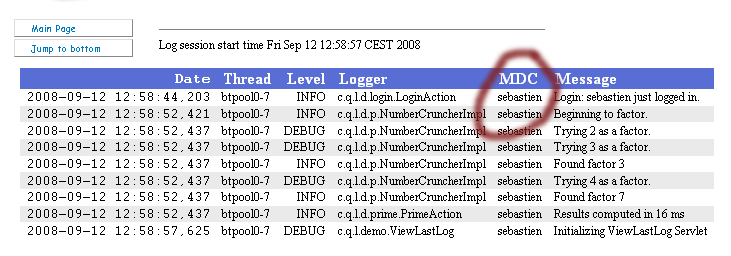 Main Page
Jump to bottom
Log session start time Fri Sep 12 12:58:57 CEST 2008
Date Thread Level Logger MDC Message
2008-09-12 12:58:44,203 btpool0-7 INFO c.q.l.d.login.LoginAction sebastien Login: sebastien just logged in.
2008-09-12 12:58:52,421 btpool0-7 INFO c.q.l.d.p.NumberCruncherImpl sebastien Beginning to factor.
2008-09-12 12:58:52,437 btpool0-7 DEBUG c.q.l.d.p.NumberCruncherImpl sebastien Trying 2 as a factor.
2008-09-12 12:58:52,437 btpool0-7 DEBUG c.q.l.d.p.NumberCruncherImpl sebastien Trying 3 as a factor.
2008-09-12 12:58:52,437 btpool0-7 INFO c.q.l.d.p.NumberCruncherImpl sebastien Found factor 3
2008-09-12 12:58:52,437 btpool0-7 DEBUG c.q.l.d.p.NumberCruncherImpl sebastien Trying 4 as a factor.
2008-09-12 12:58:52,437 btpool0-7 INFO c.q.l.d.p.NumberCruncherImpl sebastien Found factor 7
2008-09-12 12:58:52,437 btpool0-7 INFO c.q.l.d.prime.PrimeAction sebastien Results computed in 16 ms
2008-09-12 12:58:57,625 btpool0-7 DEBUG c.q.l.demo.ViewLastLog sebastien Initializing ViewLastLog Servlet